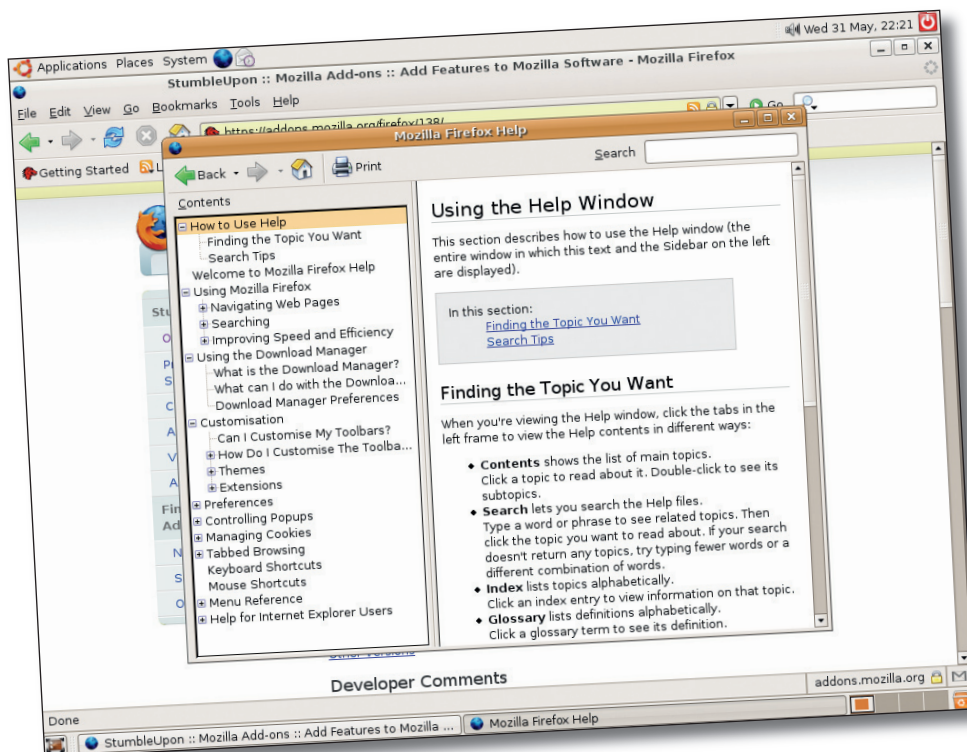 Applications Places System
Wed 31 May, 22:21
StumbleUpon :: Mozilla Add-ons :: Add Features to Mozilla Software - Mozilla Firefox
File Edit View Go Bookmarks Tools Help
https://addons.mozilla.org/firefox/138/
Go
Getting Started
Mozilla Firefox Help
Back
Print
Search
Contents
How to Use Help
Finding the Topic You Want
Search Tips
Welcome to Mozilla Firefox Help
Using Mozilla Firefox
Navigating Web Pages
Searching
Improving Speed and Efficiency
Using the Download Manager
What is the Download Manager?
What can I do with the Downloa...
Download Manager Preferences
Customisation
Can I Customise My Toolbars?
How Do I Customise The Toolba...
Themes
Extensions
Preferences
Controlling Popups
Managing Cookies
Tabbed Browsing
Keyboard Shortcuts
Mouse Shortcuts
Menu Reference
Help for Internet Explorer Users
Using the Help Window
This section describes how to use the Help window (the
entire window in which this text and the Sidebar on the left
are displayed).
In this section:
Finding the Topic You Want
Search Tips
Finding the Topic You Want
When you're viewing the Help window, click the tabs in the
left frame to view the Help contents in different ways:
Contents shows the list of main topics.
Click a topic to read about it. Double-click to see its
subtopics.
Search lets you search the Help files.
Type a word or phrase to see related topics. Then
click the topic you want to read about. If your search
doesn't return any topics, try typing fewer words or a
different combination of words.
Index lists topics alphabetically.
Click an index entry to view information on that topic.
Glossary lists definitions alphabetically.
Click a glossary term to see its definition.
Developer Comments
Done
addons.mozilla.org
StumbleUpon :: Mozilla Add-ons :: Add Features to Mozilla ...
Mozilla Firefox Help